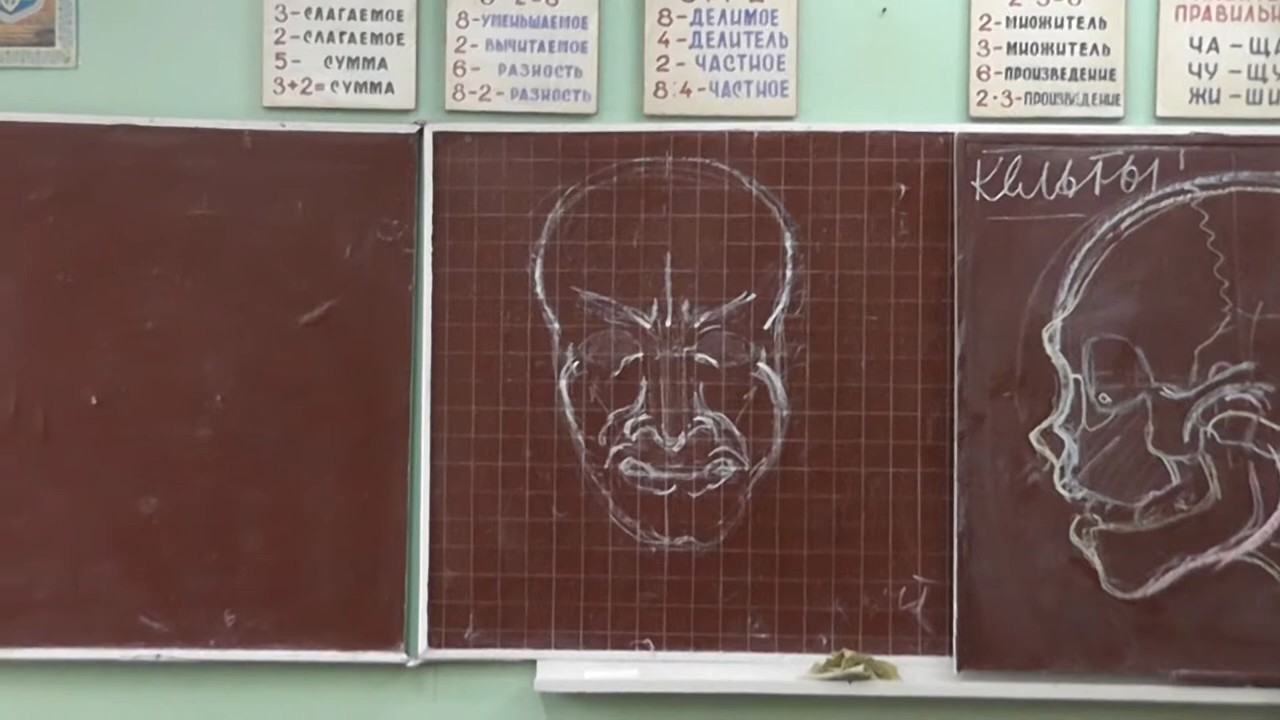 3-СЛАГАЕМОЕ
2-СЛАГАЕМОЕ
5- СУММА
3+2=СУММА
8-УМЕНЬШАЕМОЕ
2-ВЫЧИТАЕМОЕ
6- РАЗНОСТЬ
8-2-РАЗНОСТЬ
8-ДЕЛИМОЕ
4-ДЕЛИТЕЛЬ
2-ЧАСТНОЕ
8:4-ЧАСТНОЕ
2-МНОЖИТЕЛЬ
3-МНОЖИТЕЛЬ
6-ПРОИЗВЕДЕНИЕ
2·3-ПРОИЗВЕДЕНИЕ
ЧА-ЩА
ЧУ-ЩУ
ЖИ-ШИ
Кельты